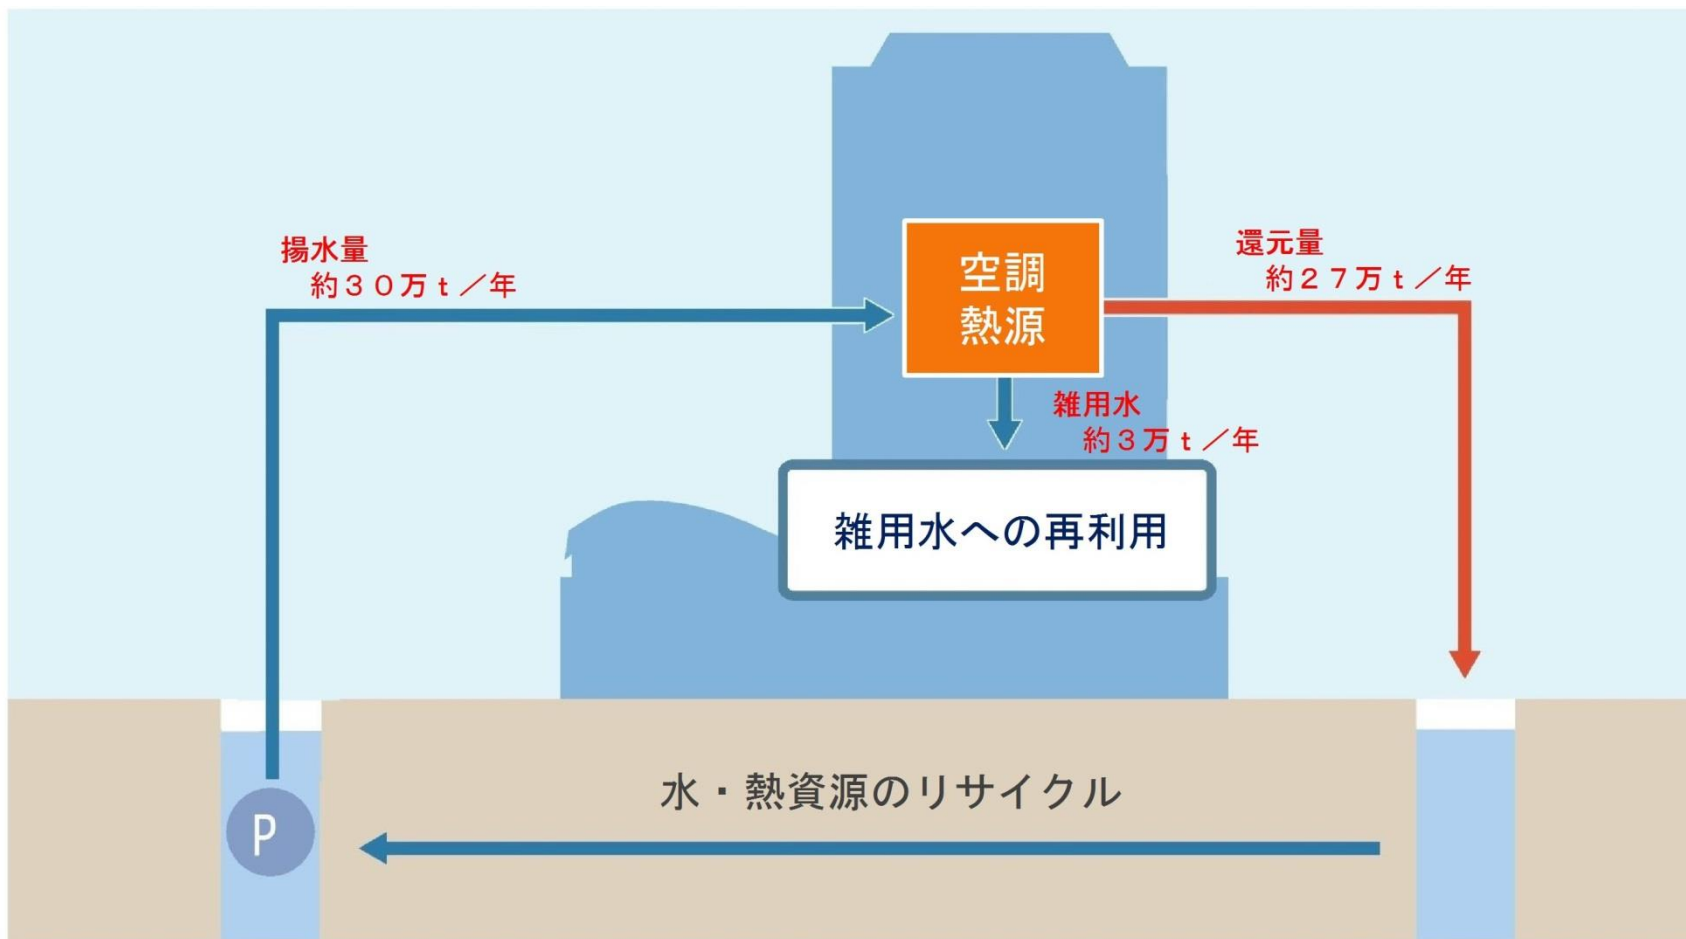 揚水量
約３０万ｔ／年
空調
熱源
還元量
約２７万ｔ／年
雑用水
約３万ｔ／年
雑用水への再利用
水・熱資源のリサイクル
P